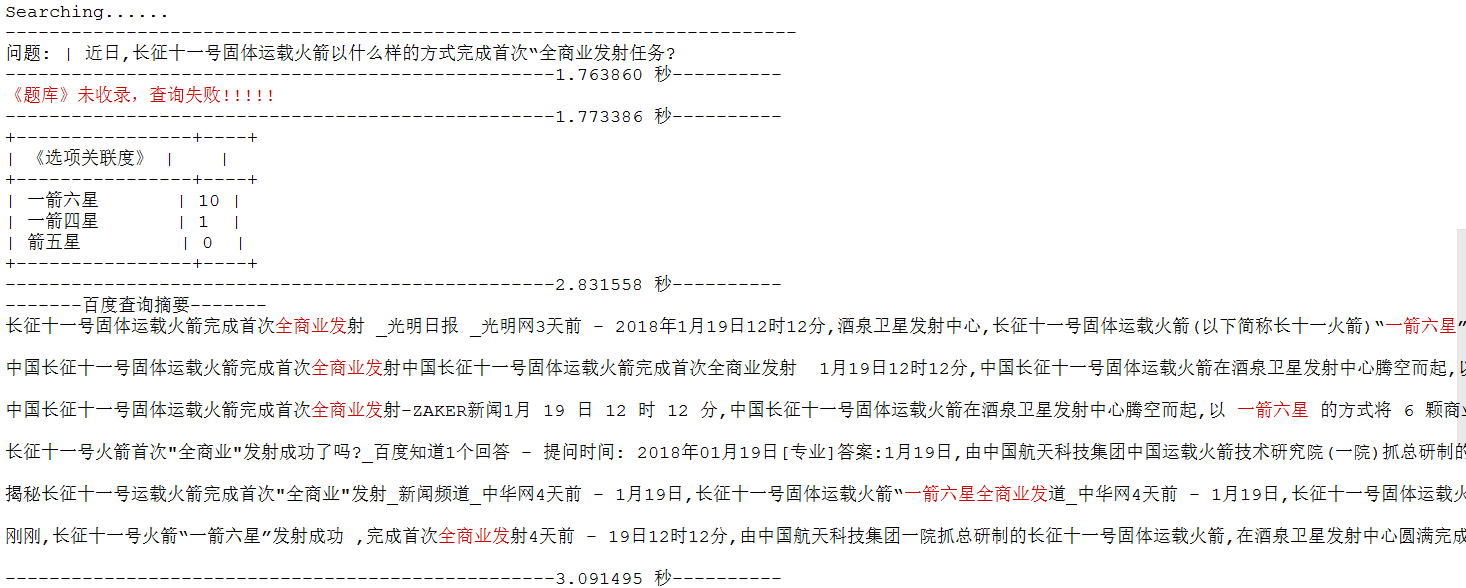 Searching......
------------------------------------------------------------------------
问题: | 近日,长征十一号固体运载火箭以什么样的方式完成首次“全商业发射任务?
--------------------------------------------------1.763860 秒----------
《题库》未收录，查询失败!!!!!
--------------------------------------------------1.773386 秒----------
+----------------+----+
| 《选项关联度》 |    |
+----------------+----+
| 一箭六星 | 10 |
| 一箭四星 | 1 |
| 箭五星 | 0 |
+----------------+----+
--------------------------------------------------2.831558 秒----------
-------百度查询摘要-------
长征十一号固体运载火箭完成首次全商业发射 _光明日报 _光明网3天前 - 2018年1月19日12时12分,酒泉卫星发射中心,长征十一号固体运载火箭(以下简称长十一火箭)“一箭六星”
中国长征十一号固体运载火箭完成首次全商业发射中国长征十一号固体运载火箭完成首次全商业发射 1月19日12时12分,中国长征十一号固体运载火箭在酒泉卫星发射中心腾空而起,以
中国长征十一号固体运载火箭完成首次全商业发射-ZAKER新闻1月 19 日 12 时 12 分,中国长征十一号固体运载火箭在酒泉卫星发射中心腾空而起,以 一箭六星 的方式将 6 颗商业
长征十一号火箭首次"全商业"发射成功了吗?_百度知道1个回答 - 提问时间: 2018年01月19日[专业]答案:1月19日,由中国航天科技集团中国运载火箭技术研究院(一院)抓总研制的
揭秘长征十一号运载火箭完成首次"全商业"发射_新闻频道_中华网4天前 - 1月19日,长征十一号固体运载火箭“一箭六星全商业发道_中华网4天前 - 1月19日,长征十一号固体运载火
刚刚,长征十一号火箭“一箭六星”发射成功 ,完成首次全商业发射4天前 - 19日12时12分,由中国航天科技集团一院抓总研制的长征十一号固体运载火箭,在酒泉卫星发射中心圆满完成
--------------------------------------------------3.091495 秒----------